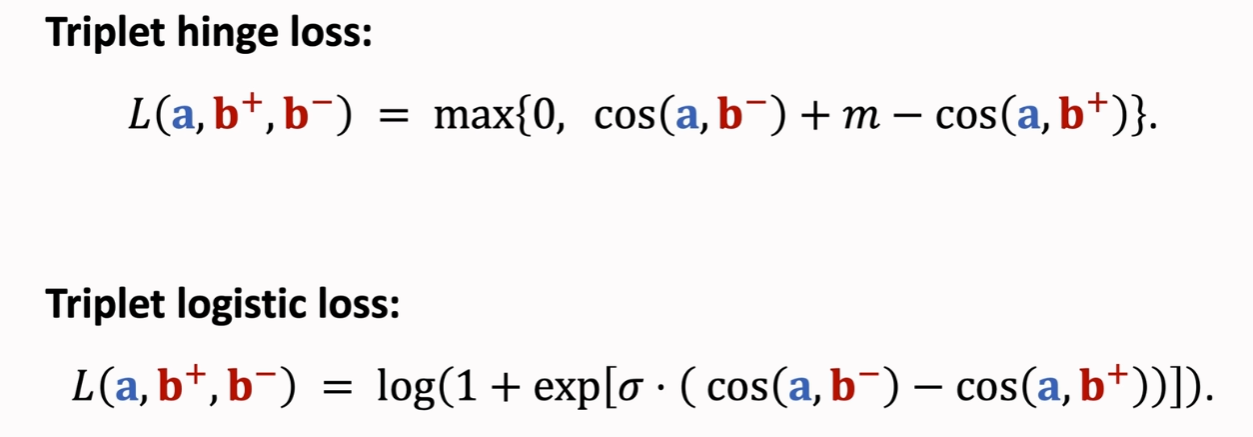 Triplet hinge loss:
L(a, b⁺, b⁻) = max{0, cos(a, b⁻) + m − cos(a, b⁺)}.
Triplet logistic loss:
L(a, b⁺, b⁻) = log(1 + exp[σ · ( cos(a, b⁻) − cos(a, b⁺))]).